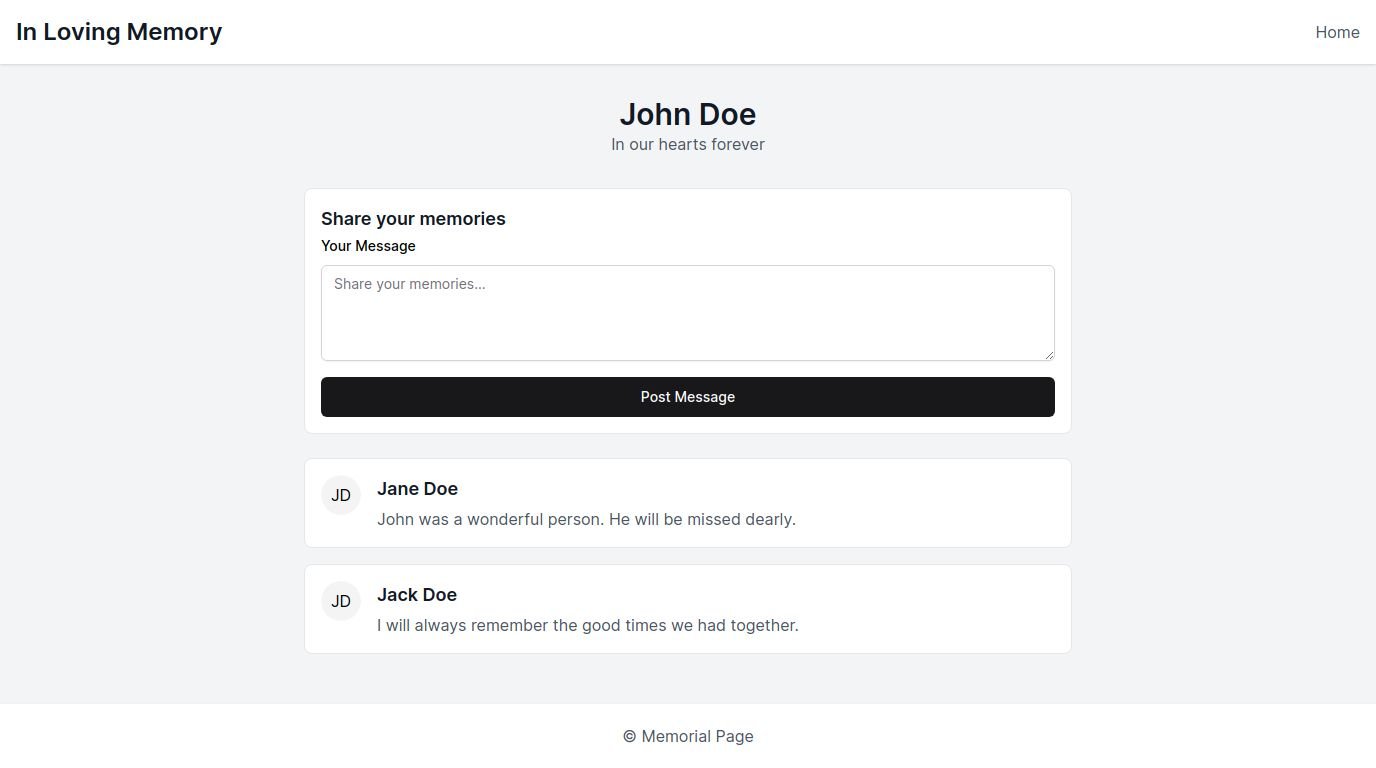 In Loving Memory
Home
John Doe
In our hearts forever
Share your memories
Your Message
Share your memories...
Post Message
JD
Jane Doe
John was a wonderful person. He will be missed dearly.
JD
Jack Doe
I will always remember the good times we had together.
© Memorial Page